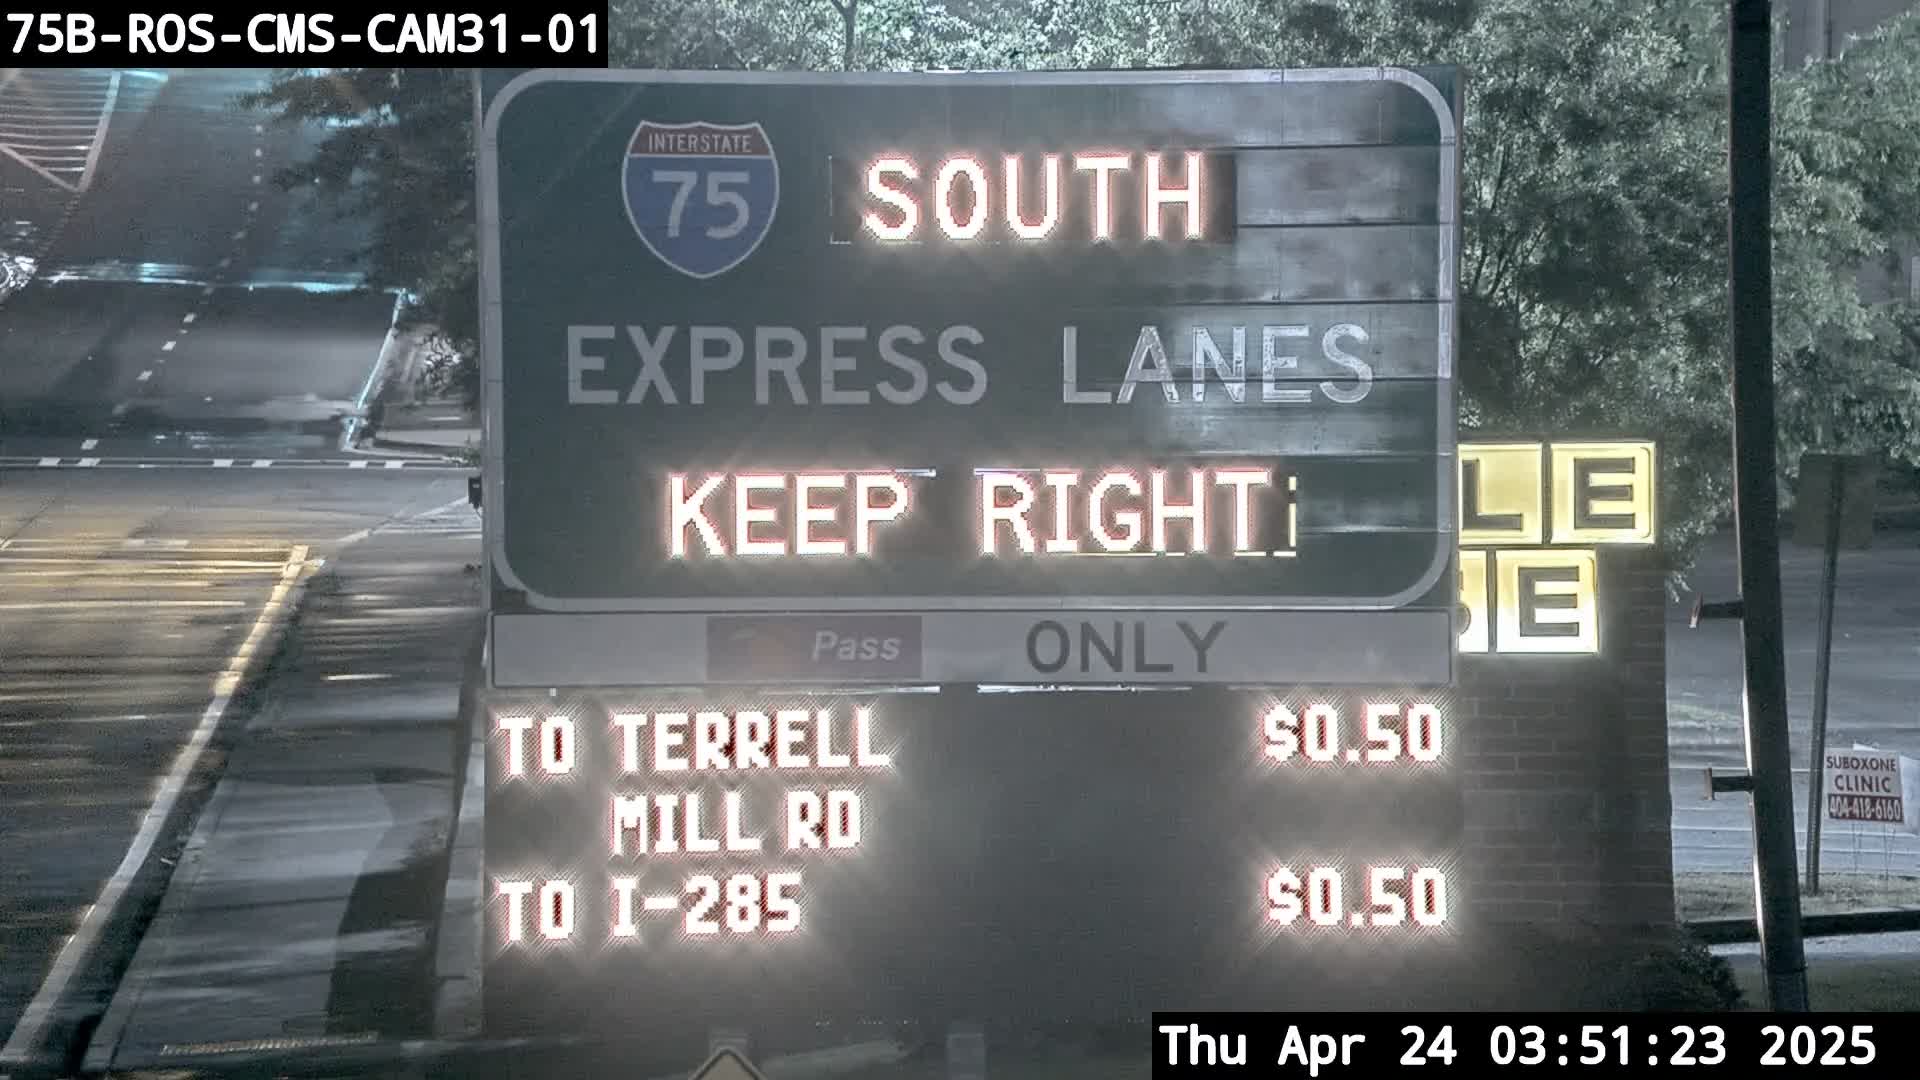 75B-ROS-CMS-CAM31-01
INTERSTATE
75
SOUTH
EXPRESS LANES
KEEP RIGHT
Pass ONLY
TO TERRELL $0.50
MILL RD
TO I-285 $0.50
LE
E
SUBOXONE
CLINIC
404-418-6160
Thu Apr 24 03:51:23 2025